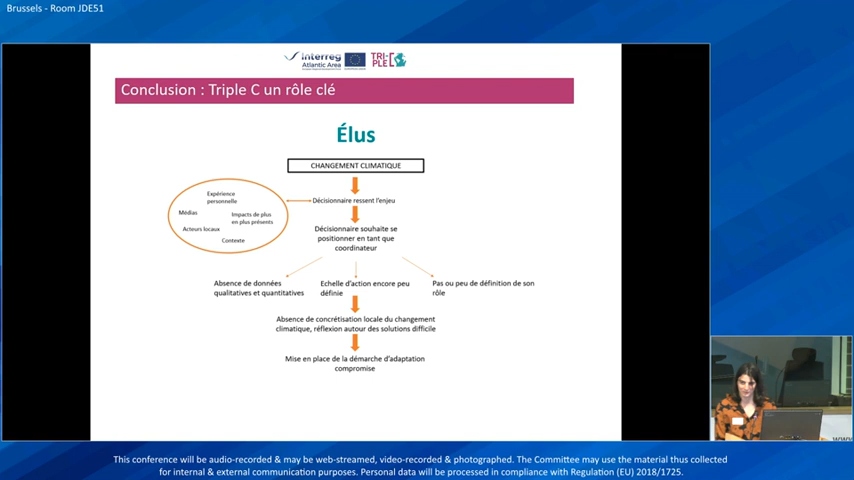 Brussels - Room JDE51
Interreg
Atlantic Area
TRI-
PLE C
Conclusion : Triple C un rôle clé
Élus
CHANGEMENT CLIMATIQUE
Expérience
personnelle
Médias
Impacts de plus
en plus présents
Acteurs locaux
Contexte
Décisionnaire ressent l'enjeu
Décisionnaire souhaite se
positionner en tant que
coordinateur
Absence de données
qualitatives et quantitatives
Echelle d'action encore peu
définie
Pas ou peu de définition de son
rôle
Absence de concrétisation locale du changement
climatique, réflexion autour des solutions difficile
Mise en place de la démarche d'adaptation
compromise
www
This conference will be audio-recorded & may be web-streamed, video-recorded & photographed. The Committee may use the material thus collected
for internal & external communication purposes. Personal data will be processed in compliance with Regulation (EU) 2018/1725.